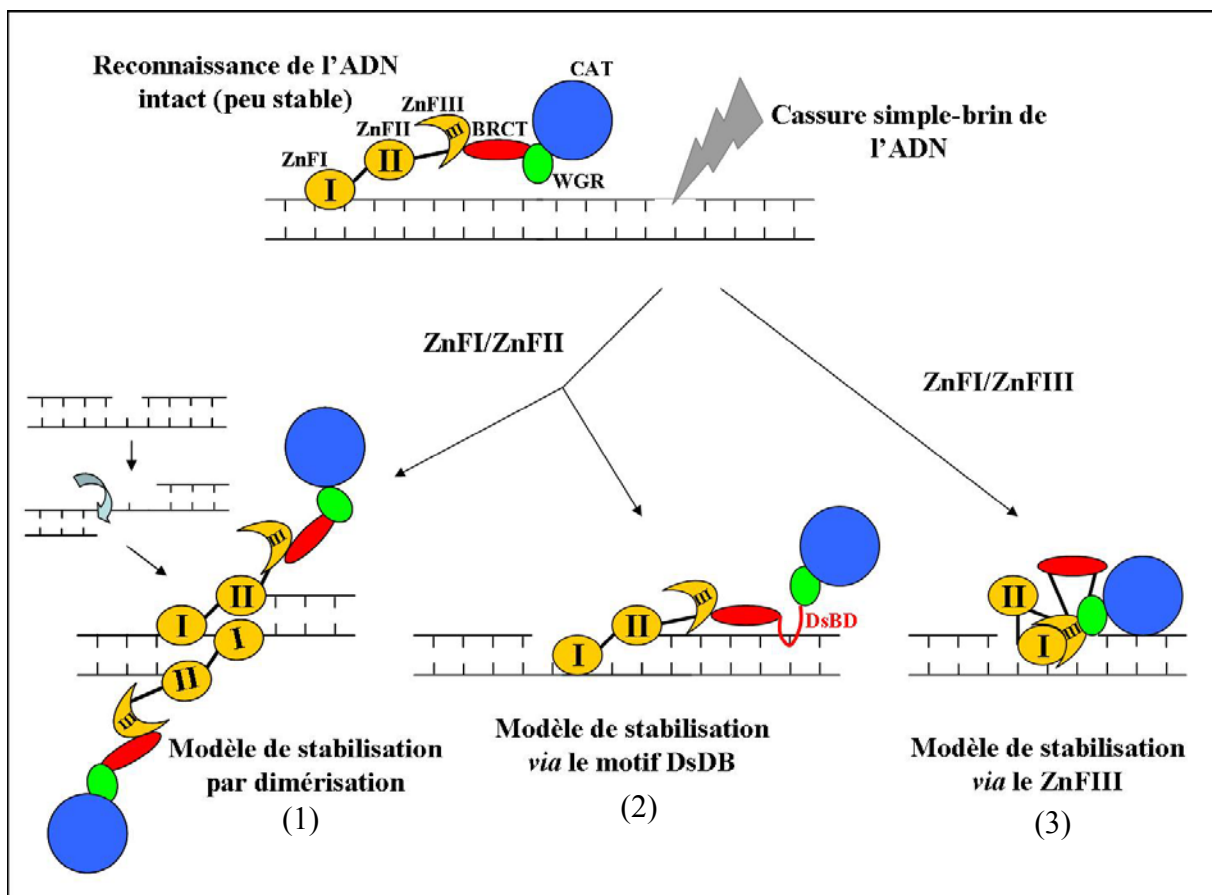 Reconnaissance de l'ADN
intact (peu stable)
CAT
ZnFIII
ZnFII
BRCT
ZnFI
III
II
I
WGR
Cassure simple-brin de
l'ADN
ZnFI/ZnFII
ZnFI/ZnFIII
III
II
I
I
II
III
III
II
I
DsBD
II
III
I
Modèle de stabilisation
par dimérisation
(1)
Modèle de stabilisation
via le motif DsDB
(2)
Modèle de stabilisation
via le ZnFIII
(3)